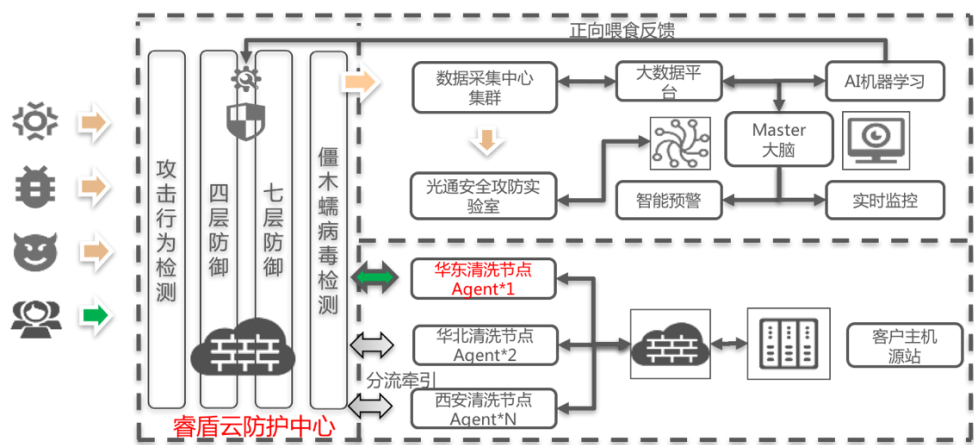 正向喂食反馈
攻击行为检测
四层防御
七层防御
僵木蠕病毒检测
睿盾云防护中心
数据采集中心
集群
大数据平
台
AI机器学习
Master
大脑
光通安全攻防实
验室
智能预警
实时监控
华东清洗节点
Agent*1
华北清洗节点
Agent*2
分流牵引
西安清洗节点
Agent*N
客户主机
源站